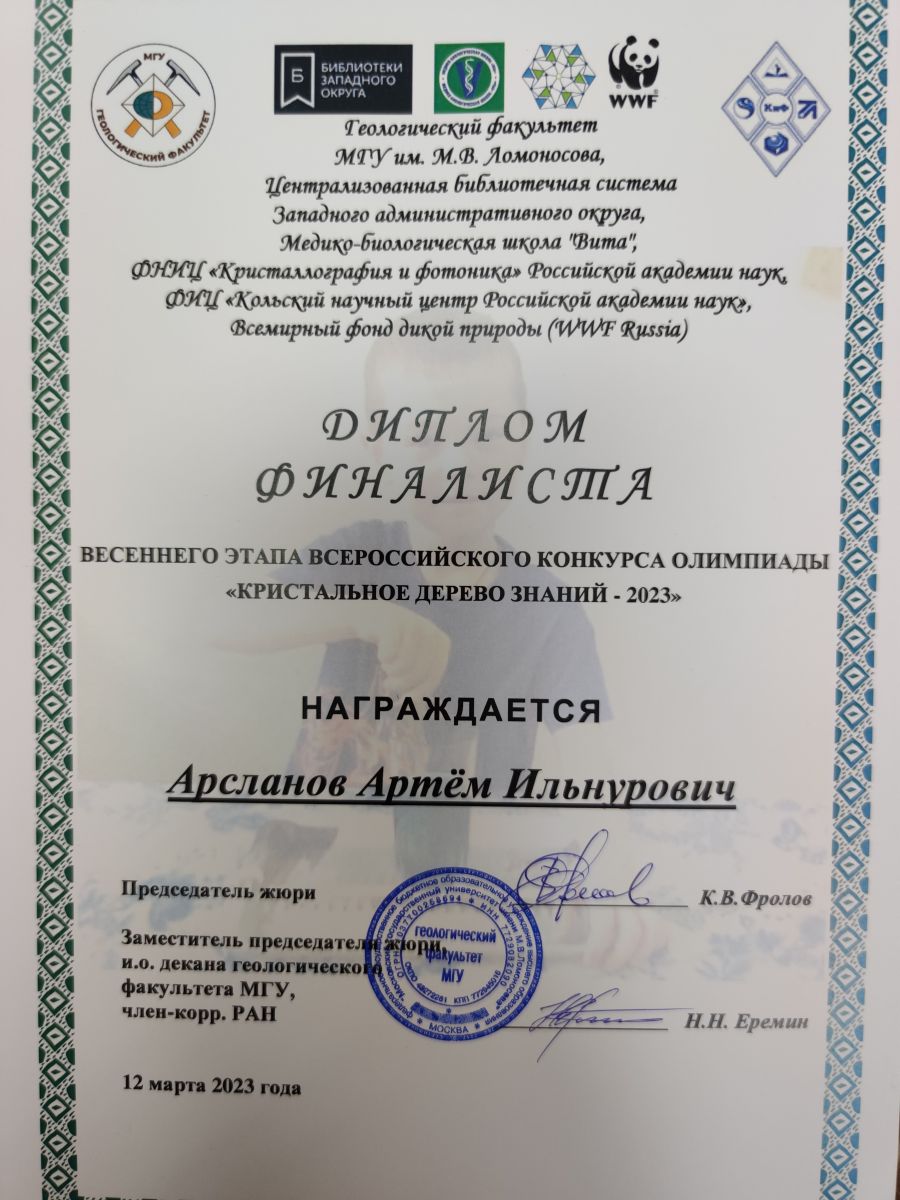 МГУ
ГЕОЛОГИЧЕСКИЙ ФАКУЛЬТЕТ
Б
БИБЛИОТЕКИ
ЗАПАДНОГО
ОКРУГА
WWF
КиФ
Геологический факультет
МГУ им. М.В. Ломоносова,
Централизованная библиотечная система
Западного административного округа,
Медико-биологическая школа "Вита",
ФНИЦ «Кристаллография и фотоника» Российской академии наук,
ФИЦ «Кольский научный центр Российской академии наук»,
Всемирный фонд дикой природы (WWF Russia)
ДИПЛОМ
ФИНАЛИСТА
ВЕСЕННЕГО ЭТАПА ВСЕРОССИЙСКОГО КОНКУРСА ОЛИМПИАДЫ
«КРИСТАЛЬНОЕ ДЕРЕВО ЗНАНИЙ - 2023»
НАГРАЖДАЕТСЯ
Арсланов Артём Ильнурович
Председатель жюри
К.В.Фролов
Заместитель председателя жюри,
и.о. декана геологического
факультета МГУ,
член-корр. РАН
Н.Н. Еремин
геологический
факультет
МГУ
МОСКВА
12 марта 2023 года